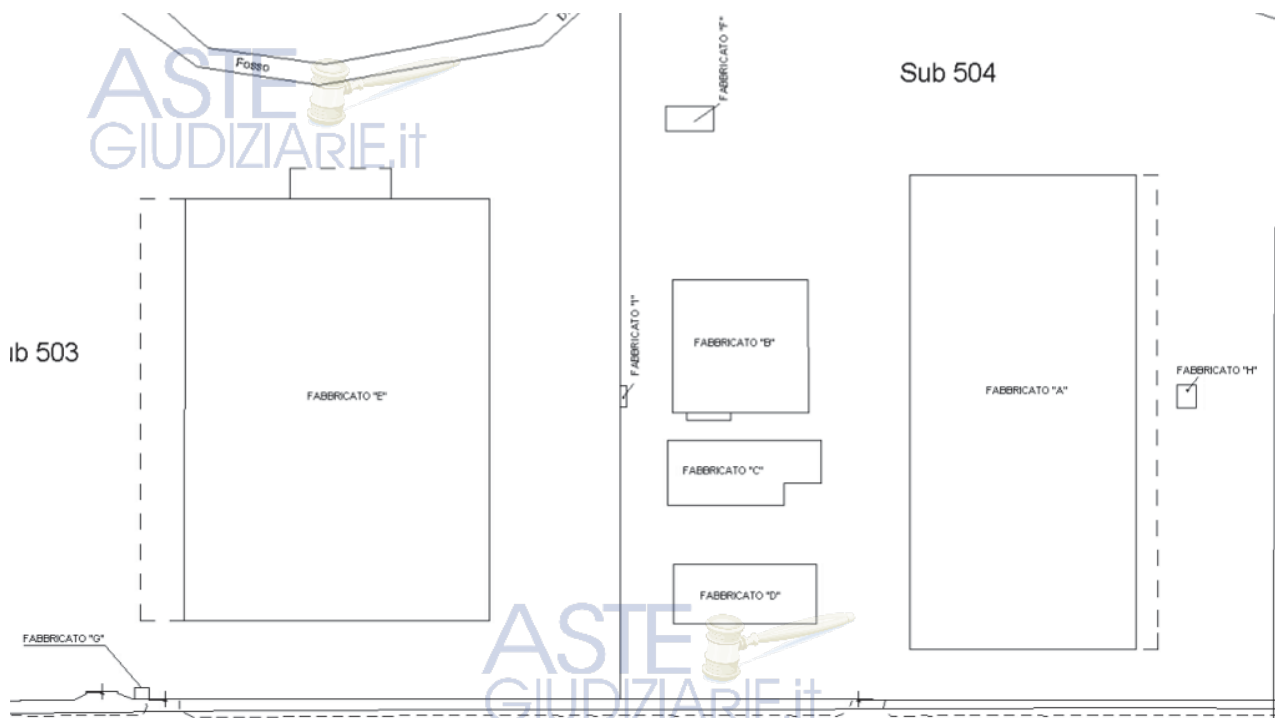 Fosso
ASTE
GIUDIZIARIE.it
FABBRICATO "F"
Sub 504
FABBRICATO "I"
FABBRICATO "B"
ub 503
FABBRICATO "E"
FABBRICATO "A"
FABBRICATO "H"
FABBRICATO "C"
FABBRICATO "D"
FABBRICATO "G"
ASTE
GIUDIZIARIE.it